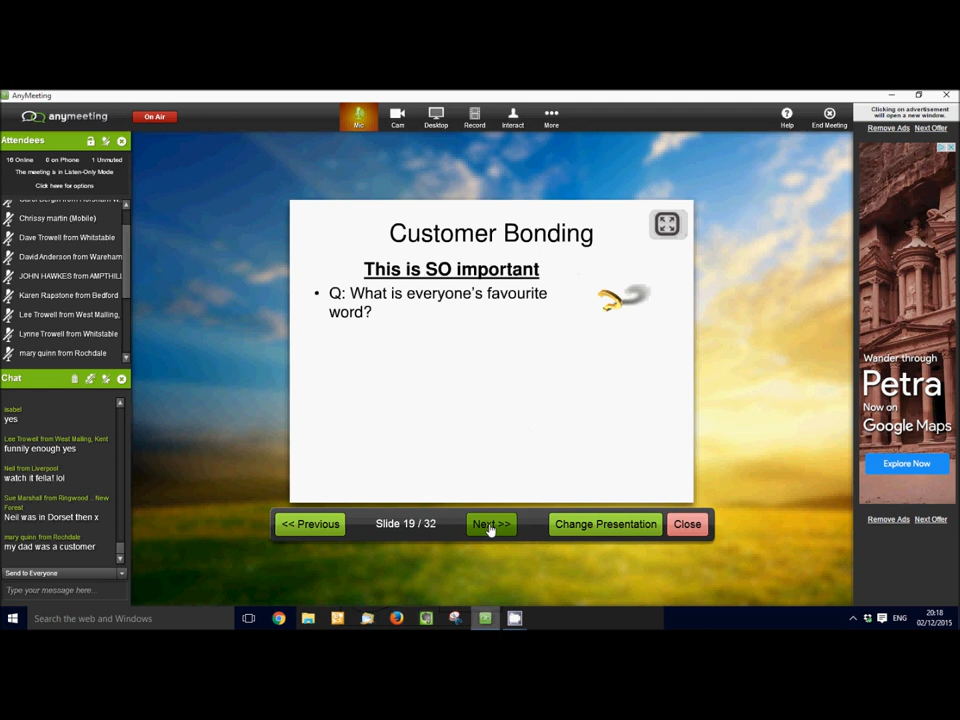 AnyMeeting
anymeeting
On Air
Mic
Cam
Desktop
Record
Interact
More
Help
End Meeting
Clicking on advertisement
will open a new window.
Remove Ads Next Offer
Attendees
16 Online 0 on Phone 1 Unmuted
The meeting is in Listen-Only Mode
Click here for options
Chrissy martin (Mobile)
Dave Trowell from Whitstable
David Anderson from Wareham
JOHN HAWKES from AMPTHILL
Karen Rapstone from Bedford
Lee Trowell from West Malling,
Lynne Trowell from Whitstable
mary quinn from Rochdale
Chat
isabel
yes
Lee Trowell from West Malling, Kent
funnily enough yes
Neil from Liverpool
watch it fella! lol
Sue Marshall from Ringwood .. New
Forest
Neil was in Dorset then x
mary quinn from Rochdale
my dad was a customer
Send to Everyone
Type your message here...
Customer Bonding
This is SO important
• Q: What is everyone's favourite
word?
<< Previous
Slide 19 / 32
Next >>
Change Presentation
Close
Wander through
Petra
Now on
Google Maps
Explore Now
Remove Ads Next Offer
Search the web and Windows
ENG
20:18
02/12/2015